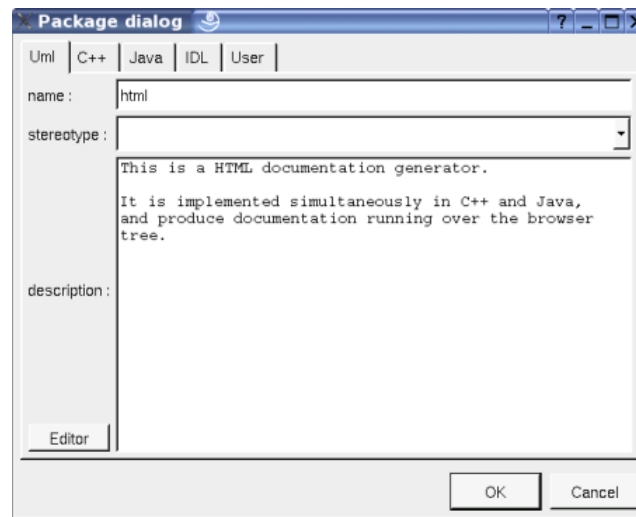 Package dialog ?
Uml C++ Java IDL User
name : html
stereotype :
This is a HTML documentation generator.
It is implemented simultaneously in C++ and Java,
and produce documentation running over the browser
tree.
description :
Editor
OK Cancel